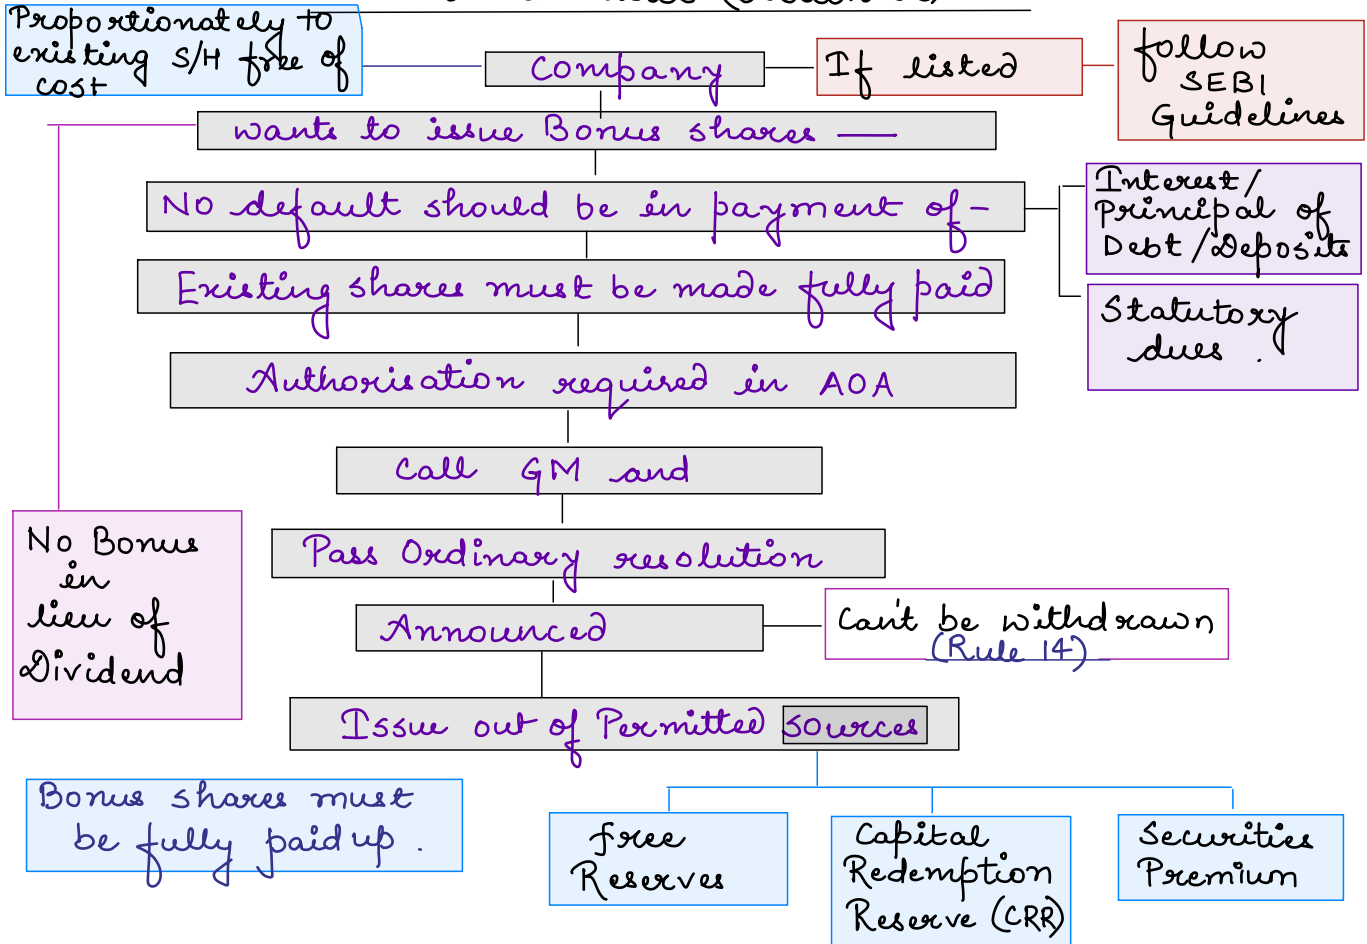 Proportionately to
existing S/H free of
cost
Company
If listed
follow
SEBI
Guidelines
wants to issue Bonus shares —
No default should be in payment of -
Interest/
Principal of
Debt/Deposits
Existing shares must be made fully paid
Statutory
dues.
Authorisation required in AOA
Call GM and
Pass Ordinary resolution
No Bonus
in
lieu of
Dividend
Announced
Can't be withdrawn
(Rule 14)
Issue out of Permitted sources
Bonus shares must
be fully paid up.
free
Reserves
Capital
Redemption
Reserve (CRR)
Securities
Premium